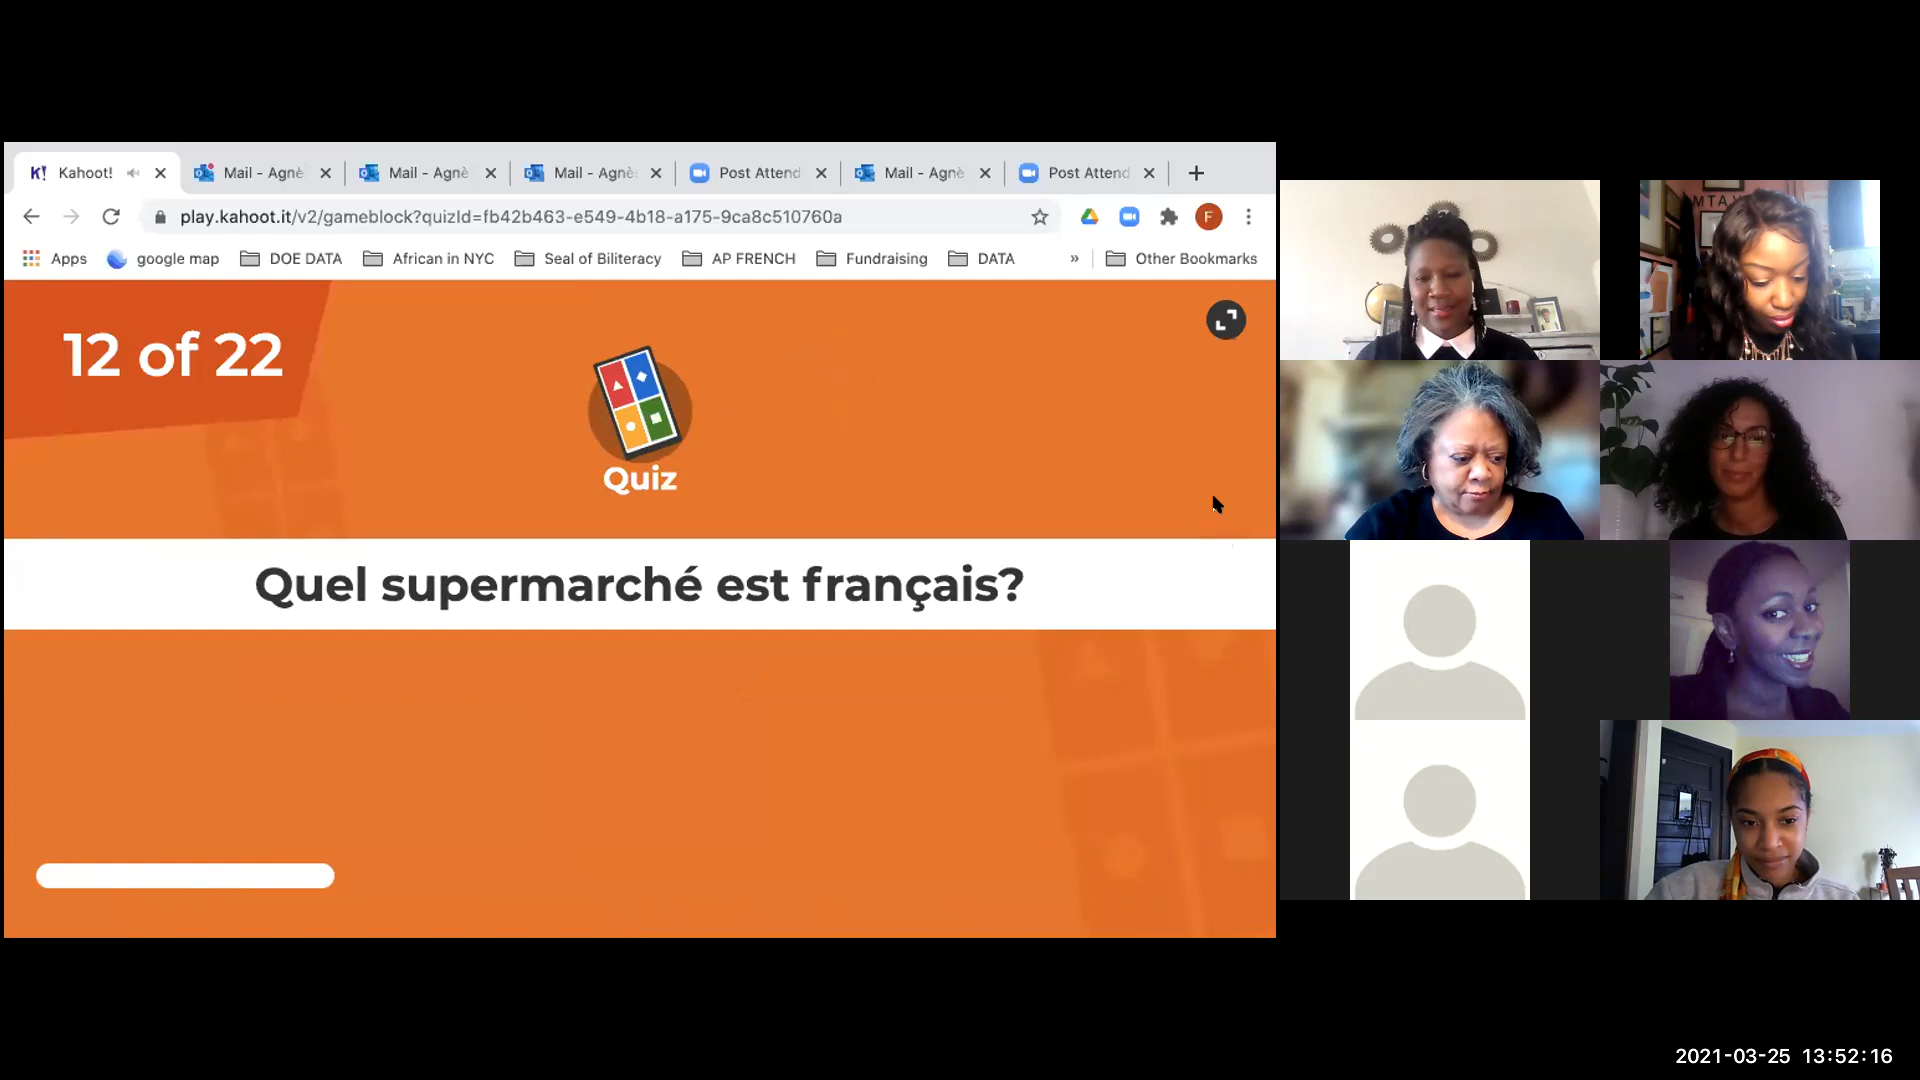 K! Kahoot!
Mail - Agnè
Mail - Agnè
Mail - Agnè
Post Attend
Mail - Agnè
Post Attend
play.kahoot.it/v2/gameblock?quizId=fb42b463-e549-4b18-a175-9ca8c510760a
F
Apps
google map
DOE DATA
African in NYC
Seal of Biliteracy
AP FRENCH
Fundraising
DATA
»
Other Bookmarks
12 of 22
Quiz
Quel supermarché est français?
MTA
2021-03-25 13:52:16